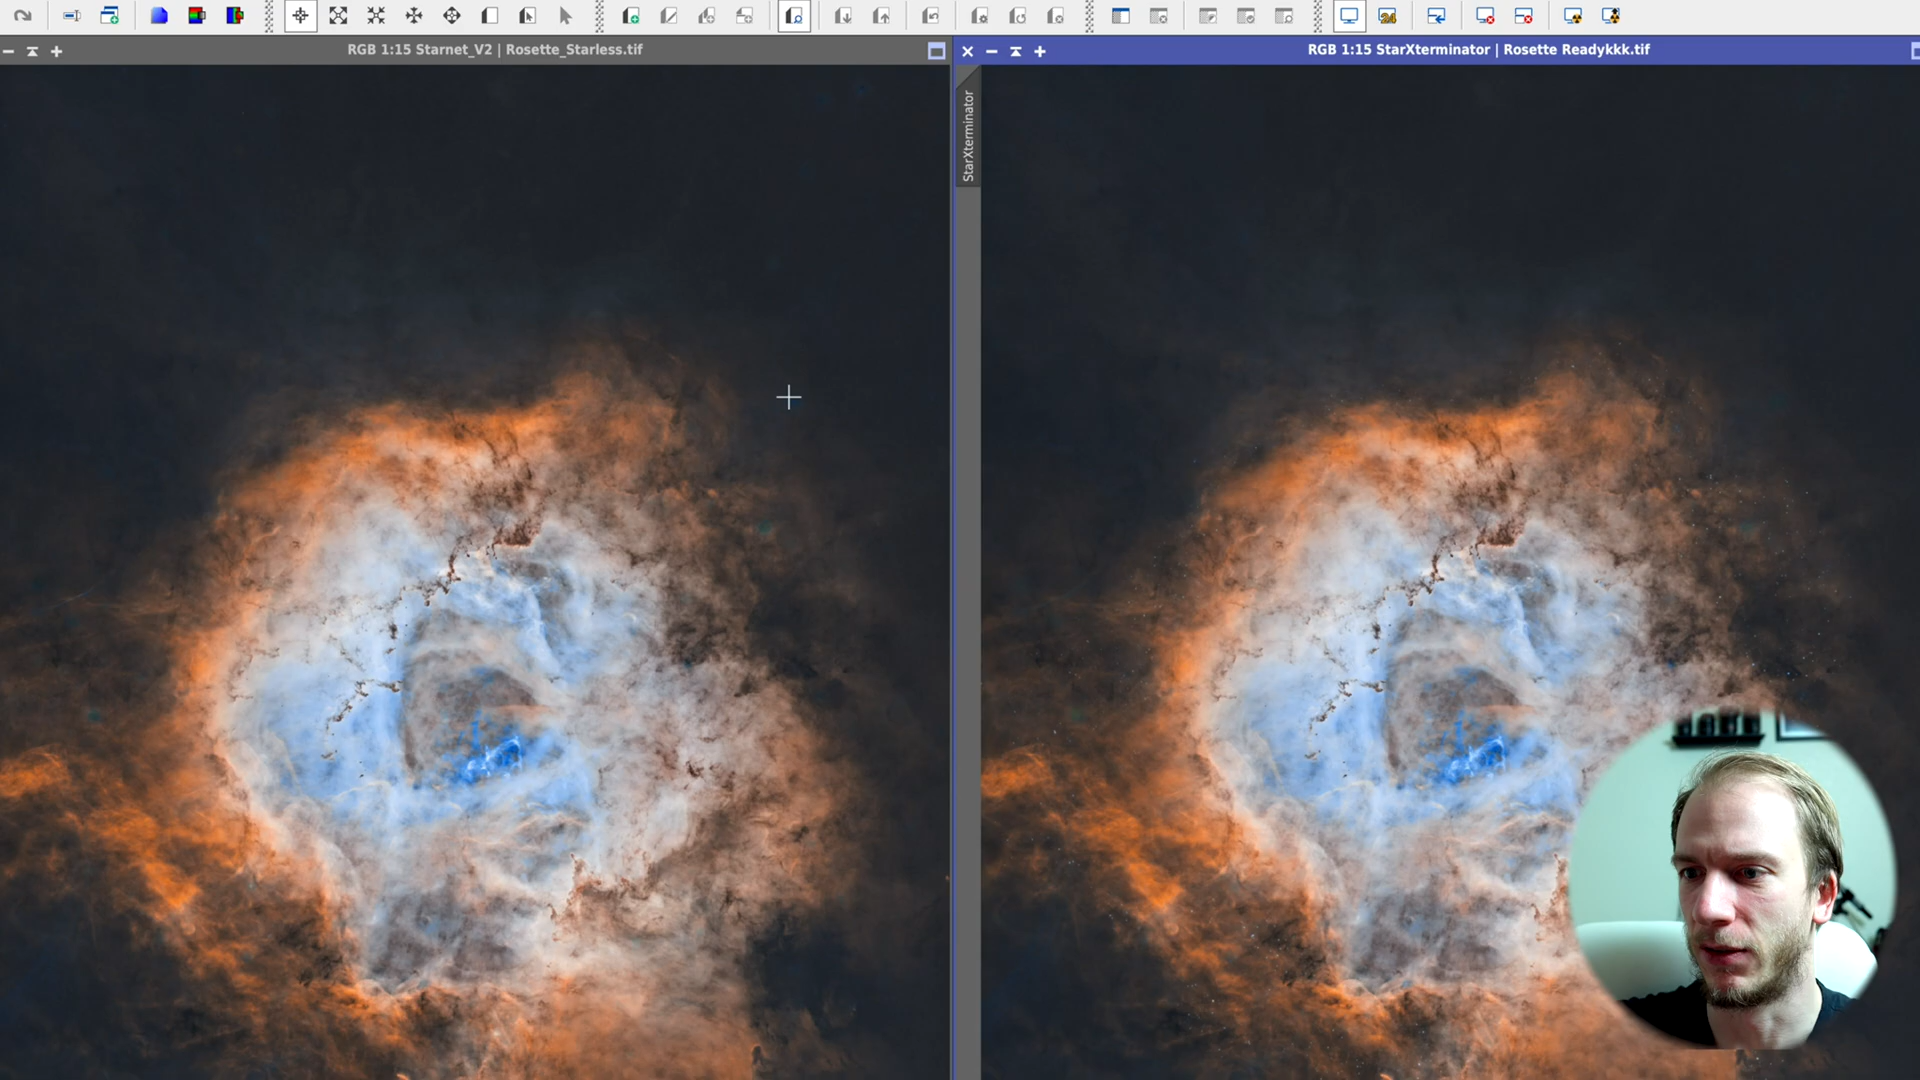 RGB 1:15 Starnet_V2 | Rosette_Starless.tif
RGB 1:15 StarXterminator | Rosette Readykkk.tif
StarXterminator